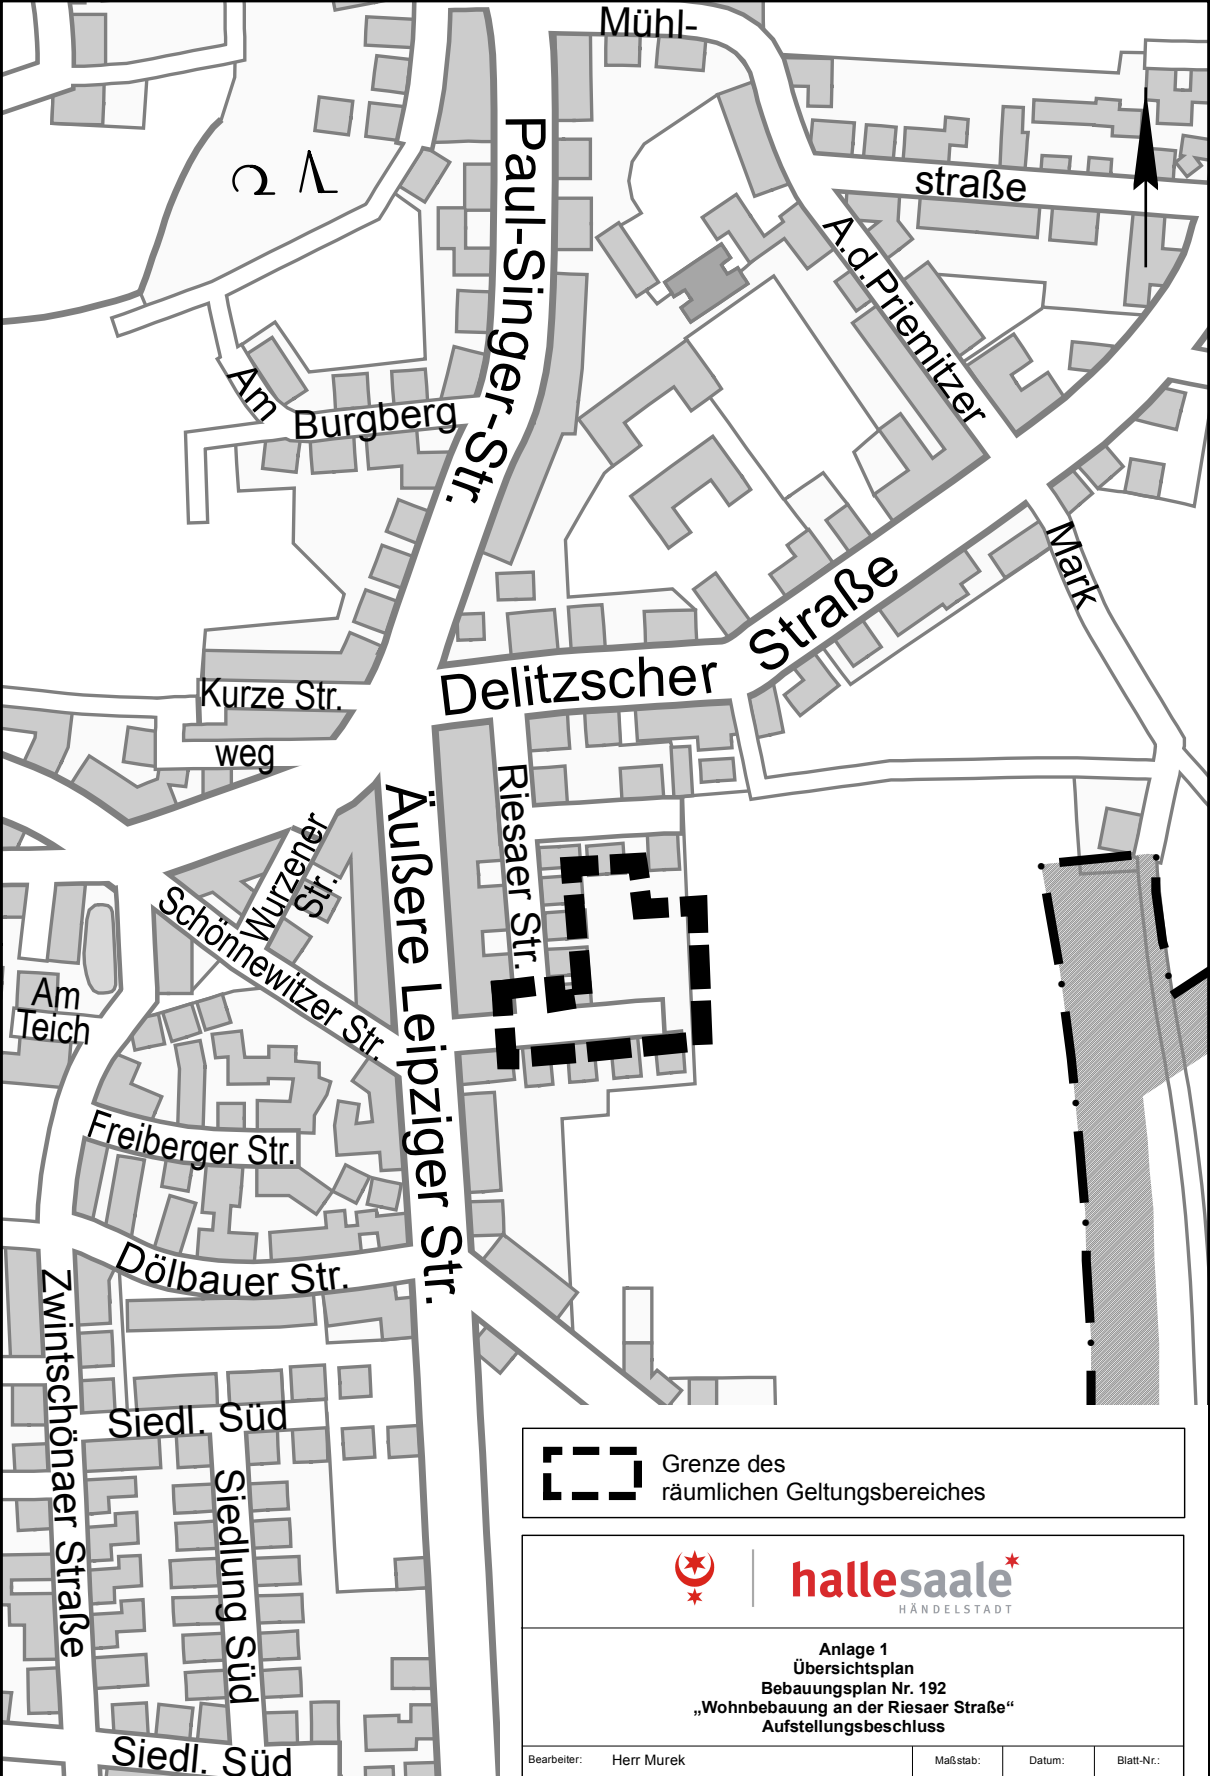 Mühl-
straße
Paul-Singer-Str.
A.d.Priemitzer
Am
Burgberg
Mark
Delitzscher
Straße
Kurze Str.
weg
Riesaer Str.
Äußere Leipziger Str.
Wurzener
Str.
Schönnewitzer Str.
Am
Teich
Freiberger Str.
Dölbauer Str.
Zwintschönaer Straße
Siedl. Süd
Siedlung Süd
Siedl. Süd
Grenze des
räumlichen Geltungsbereiches
hallesaale
HÄNDELSTADT
Anlage 1
Übersichtsplan
Bebauungsplan Nr. 192
„Wohnbebauung an der Riesaer Straße“
Aufstellungsbeschluss
Bearbeiter: Herr Murek Maßstab: Datum: Blatt-Nr.: